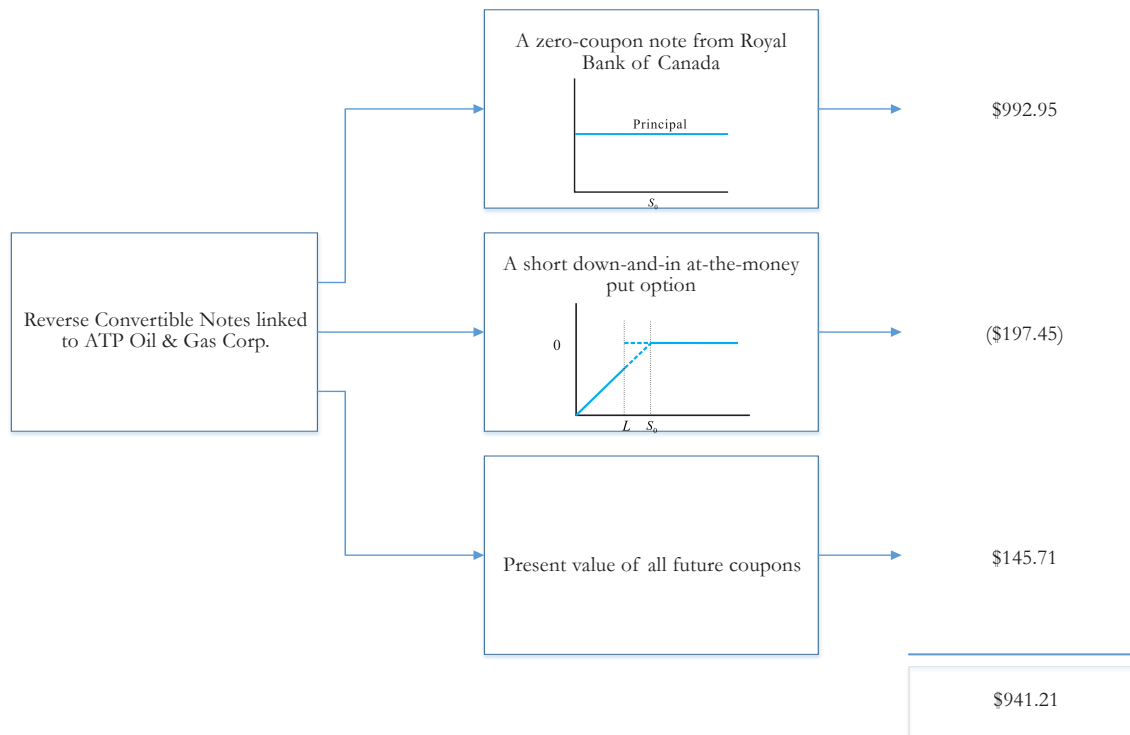 A zero-coupon note from Royal
Bank of Canada
Principal
S₀
$992.95
Reverse Convertible Notes linked
to ATP Oil & Gas Corp.
A short down-and-in at-the-money
put option
0
L S₀
($197.45)
Present value of all future coupons
$145.71
$941.21